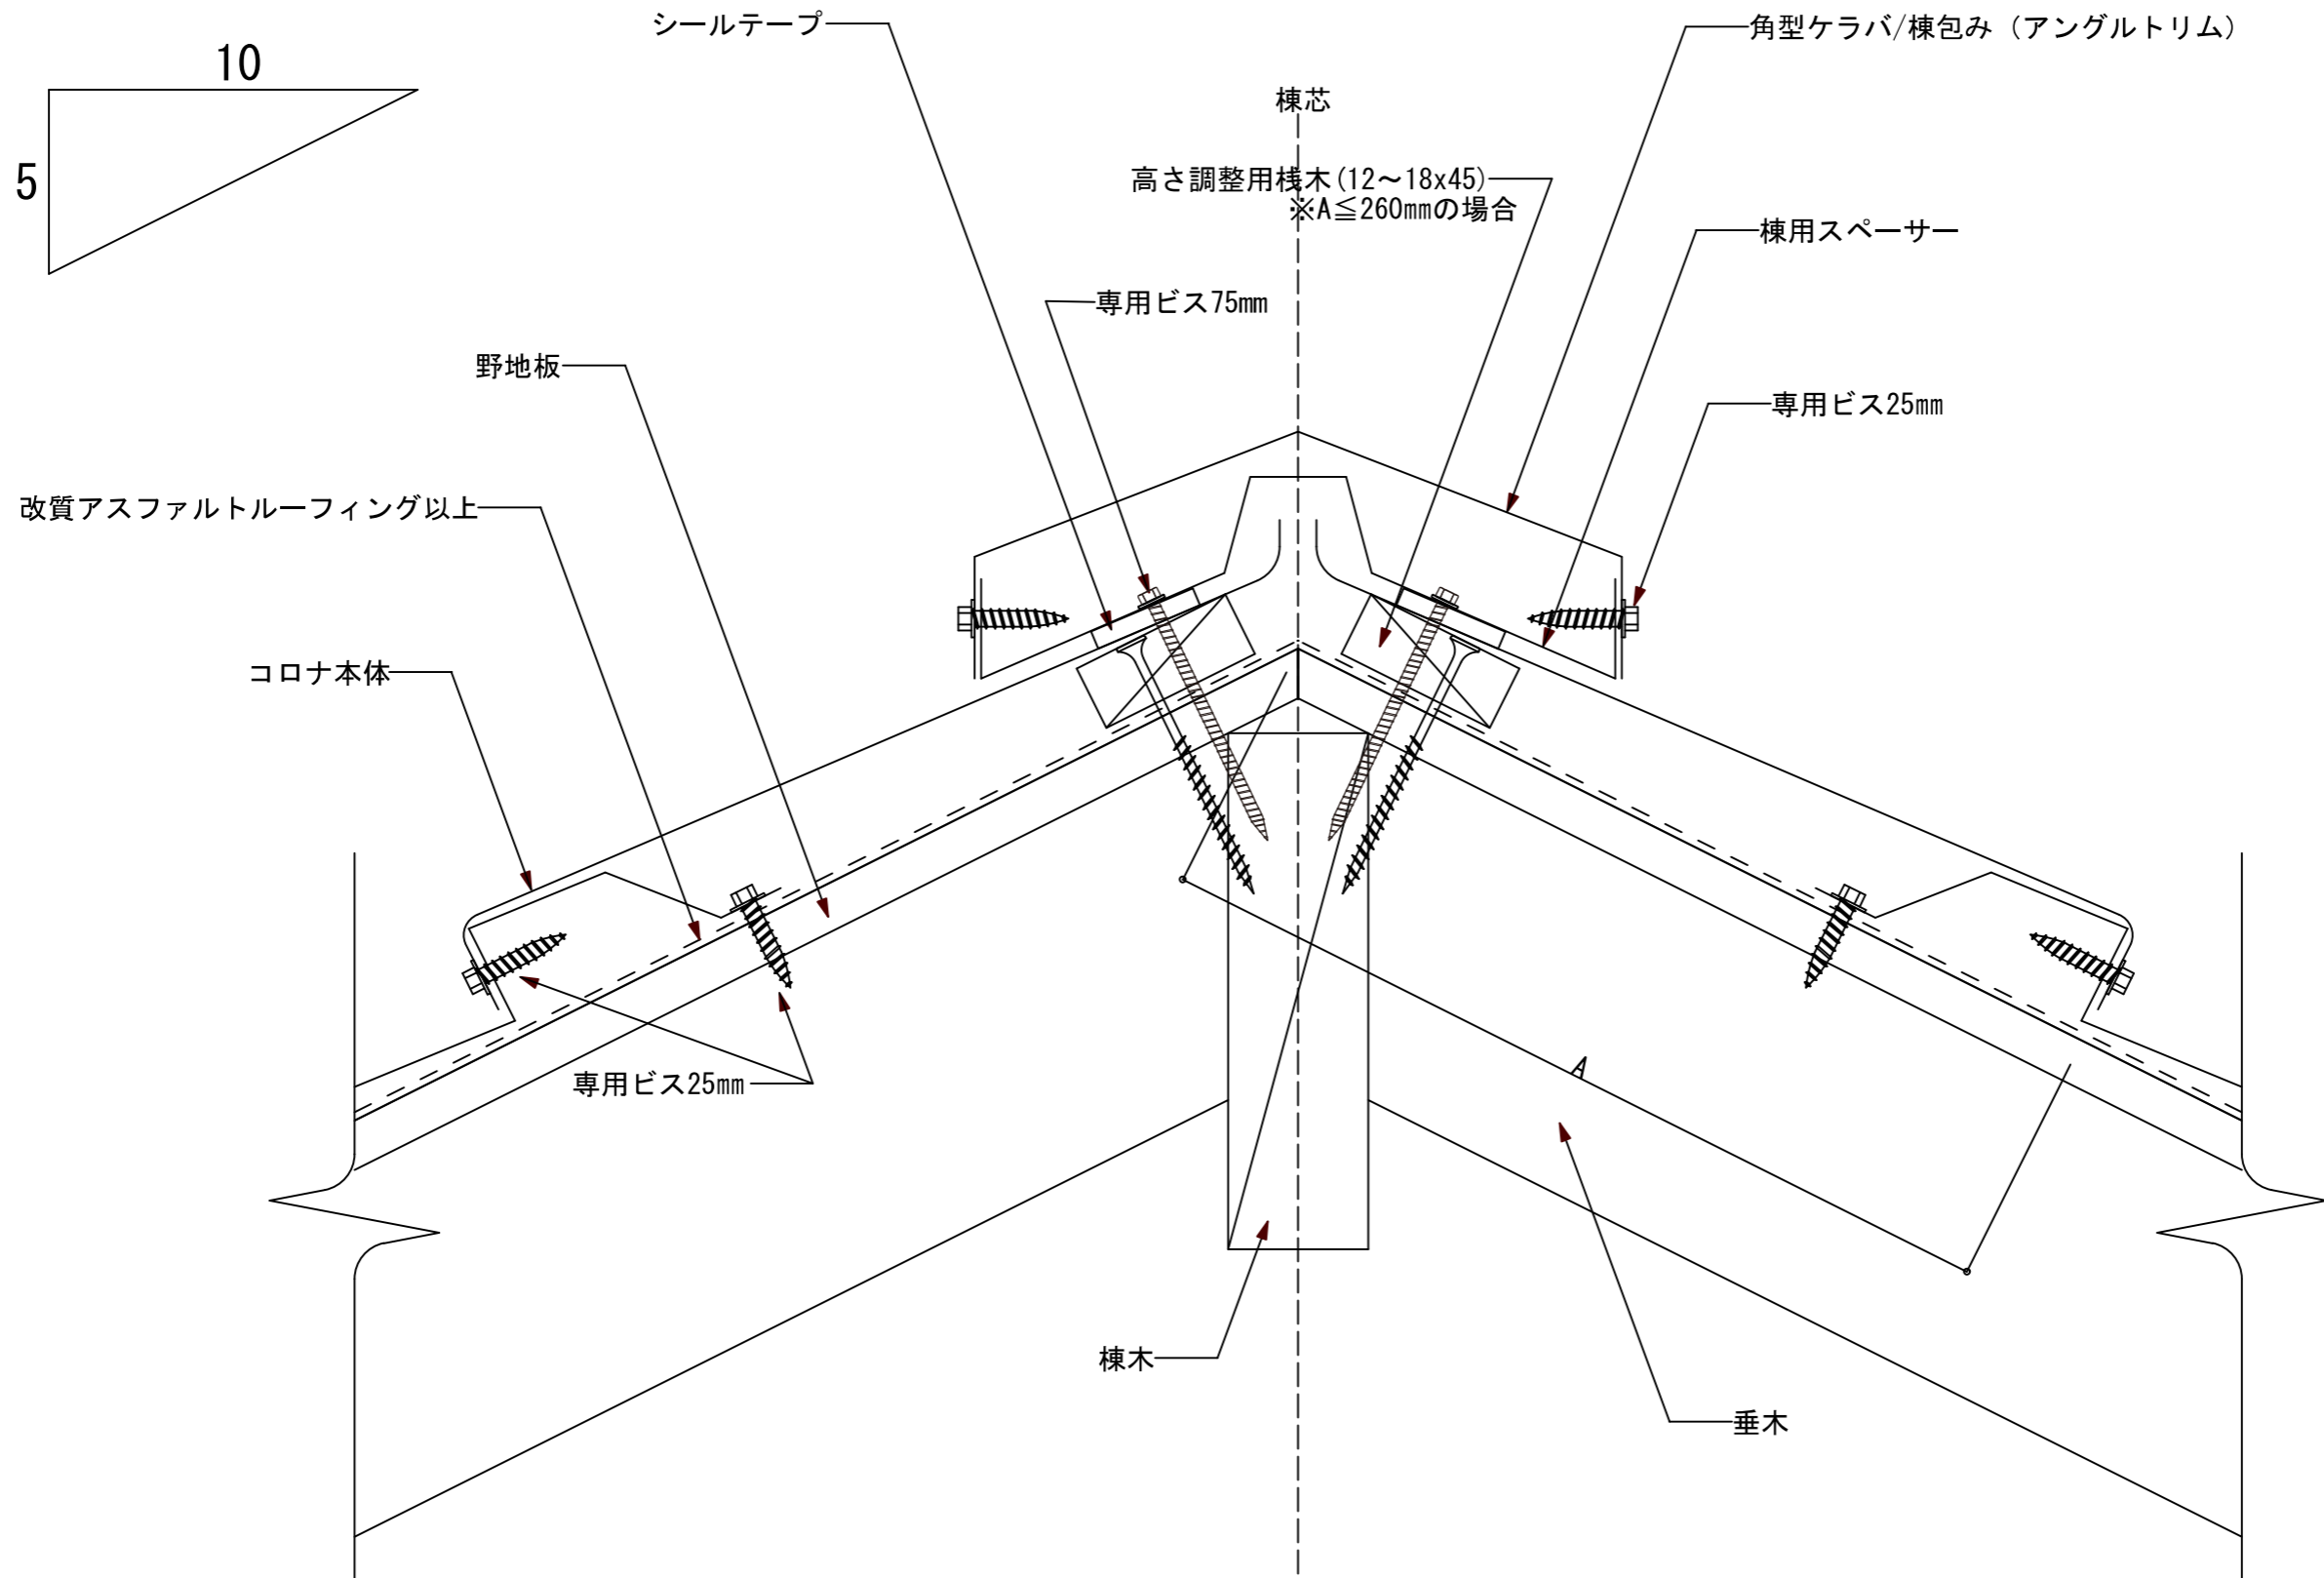 シールテープ
角型ケラバ/棟包み（アングルトリム）
10
棟芯
5
高さ調整用桟木(12～18x45)
※A≦260mmの場合
棟用スペーサー
専用ビス75mm
野地板
専用ビス25mm
改質アスファルトルーフィング以上
コロナ本体
A
専用ビス25mm
棟木
垂木